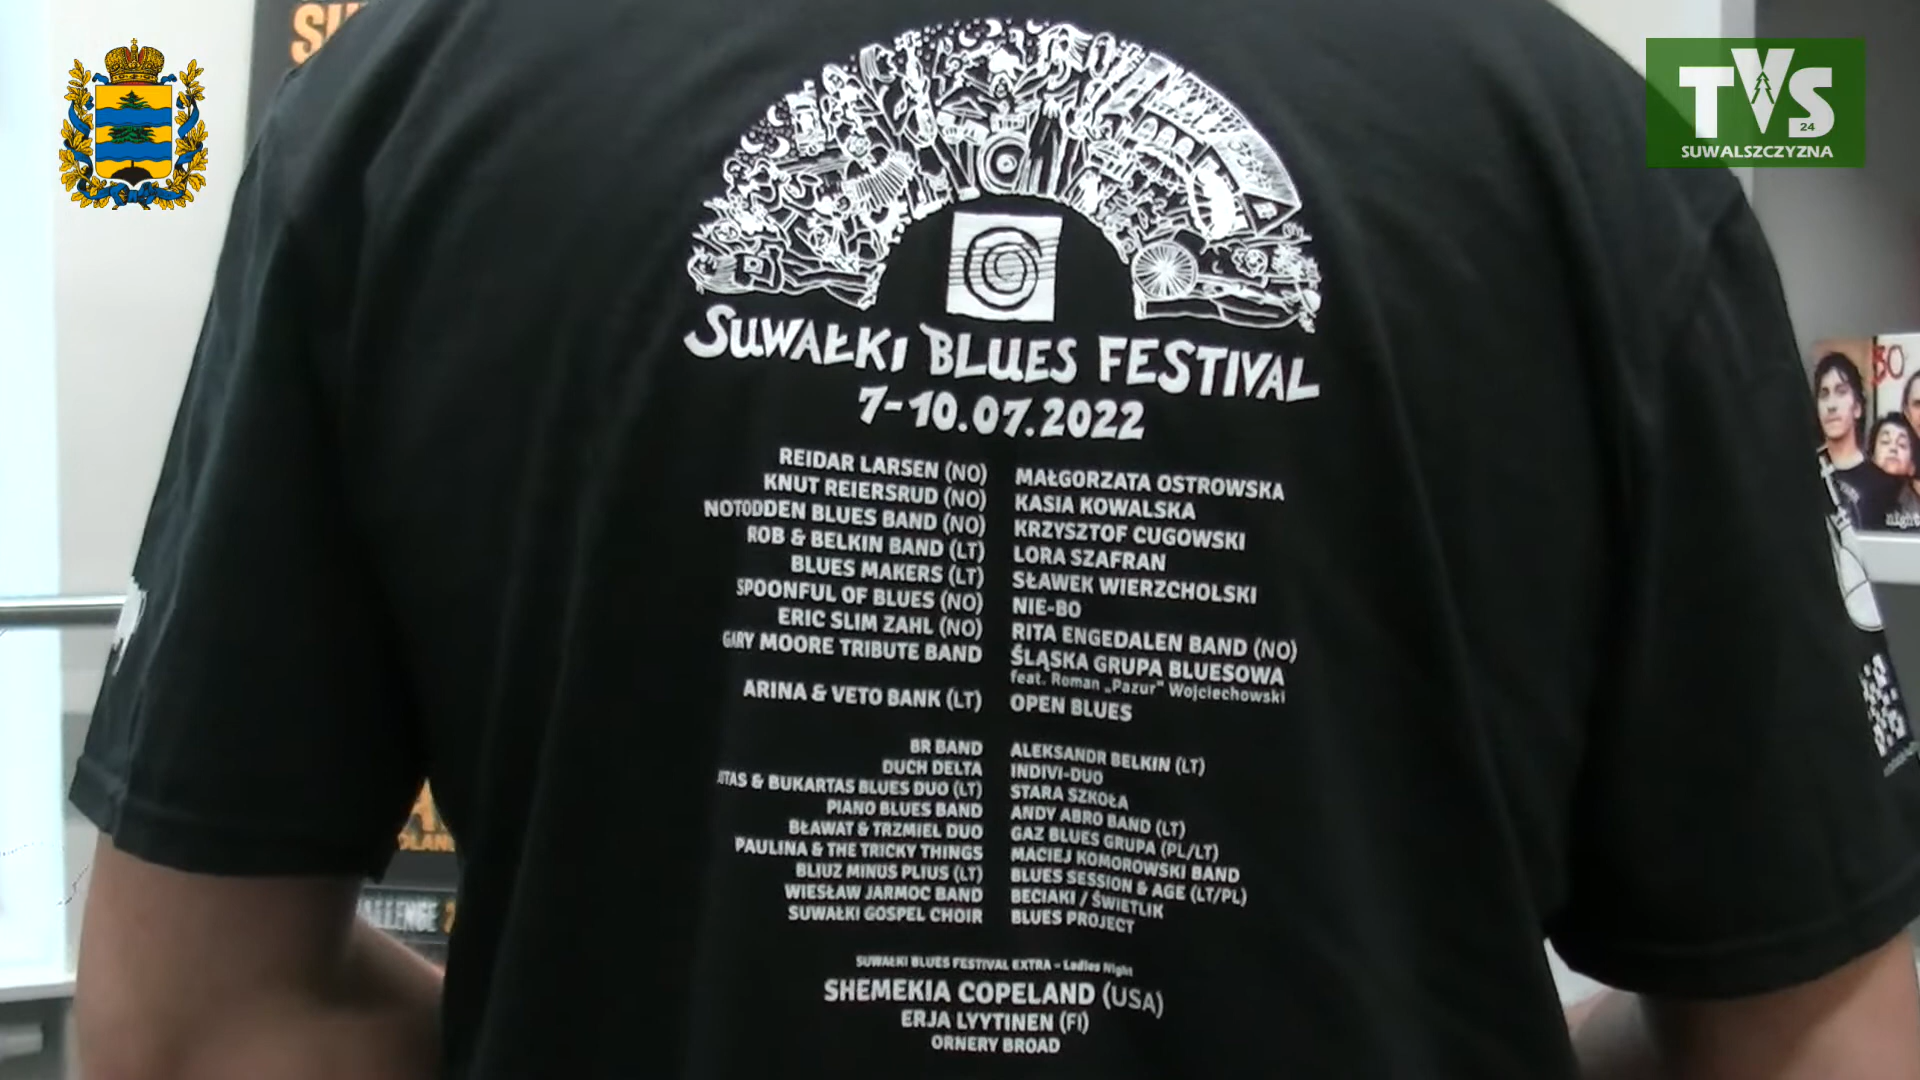 SU
TVS
24
SUWALSZCZYZNA
SUWAŁKI BLUES FESTIVAL
7-10.07.2022
REIDAR LARSEN (NO)
KNUT REIERSRUD (NO)
NOTODDEN BLUES BAND (NO)
ROB & BELKIN BAND (LT)
BLUES MAKERS (LT)
SPOONFUL OF BLUES (NO)
ERIC SLIM ZAHL (NO)
GARY MOORE TRIBUTE BAND
ARINA & VETO BANK (LT)
MAŁGORZATA OSTROWSKA
KASIA KOWALSKA
KRZYSZTOF CUGOWSKI
LORA SZAFRAN
SŁAWEK WIERZCHOLSKI
NIE-BO
RITA ENGEDALEN BAND (NO)
ŚLĄSKA GRUPA BLUESOWA
feat. Roman „Pazur" Wojciechowski
OPEN BLUES
BR BAND
DUCH DELTA
& BUKARTAS BLUES DUO (LT)
PIANO BLUES BAND
BŁAWAT & TRZMIEL DUO
PAULINA & THE TRICKY THINGS
BLIUZ MINUS PLIUS (LT)
WIESŁAW JARMOC BAND
SUWAŁKI GOSPEL CHOIR
ALEKSANDR BELKIN (LT)
INDIVI-DUO
STARA SZKOŁA
ANDY ABRO BAND (LT)
GAZ BLUES GRUPA (PL/LT)
MACIEJ KOMOROWSKI BAND
BLUES SESSION & AGE (LT/PL)
BECIAKI / ŚWIETLIK
BLUES PROJECT
SUWAŁKI BLUES FESTIVAL EXTRA - Ladies Night
SHEMEKIA COPELAND (USA)
ERJA LYYTINEN (FI)
ORNERY BROAD
night